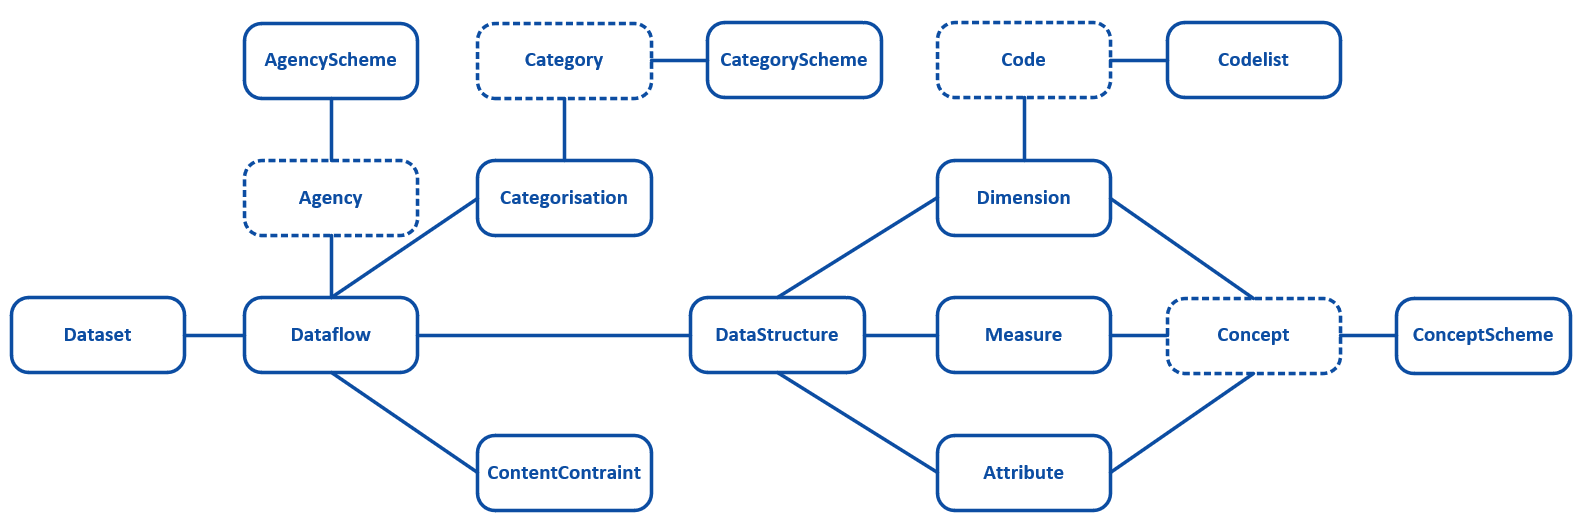 AgencyScheme
Category
CategoryScheme
Code
Codelist
Agency
Categorisation
Dimension
Dataset
Dataflow
DataStructure
Measure
Concept
ConceptScheme
ContentContraint
Attribute